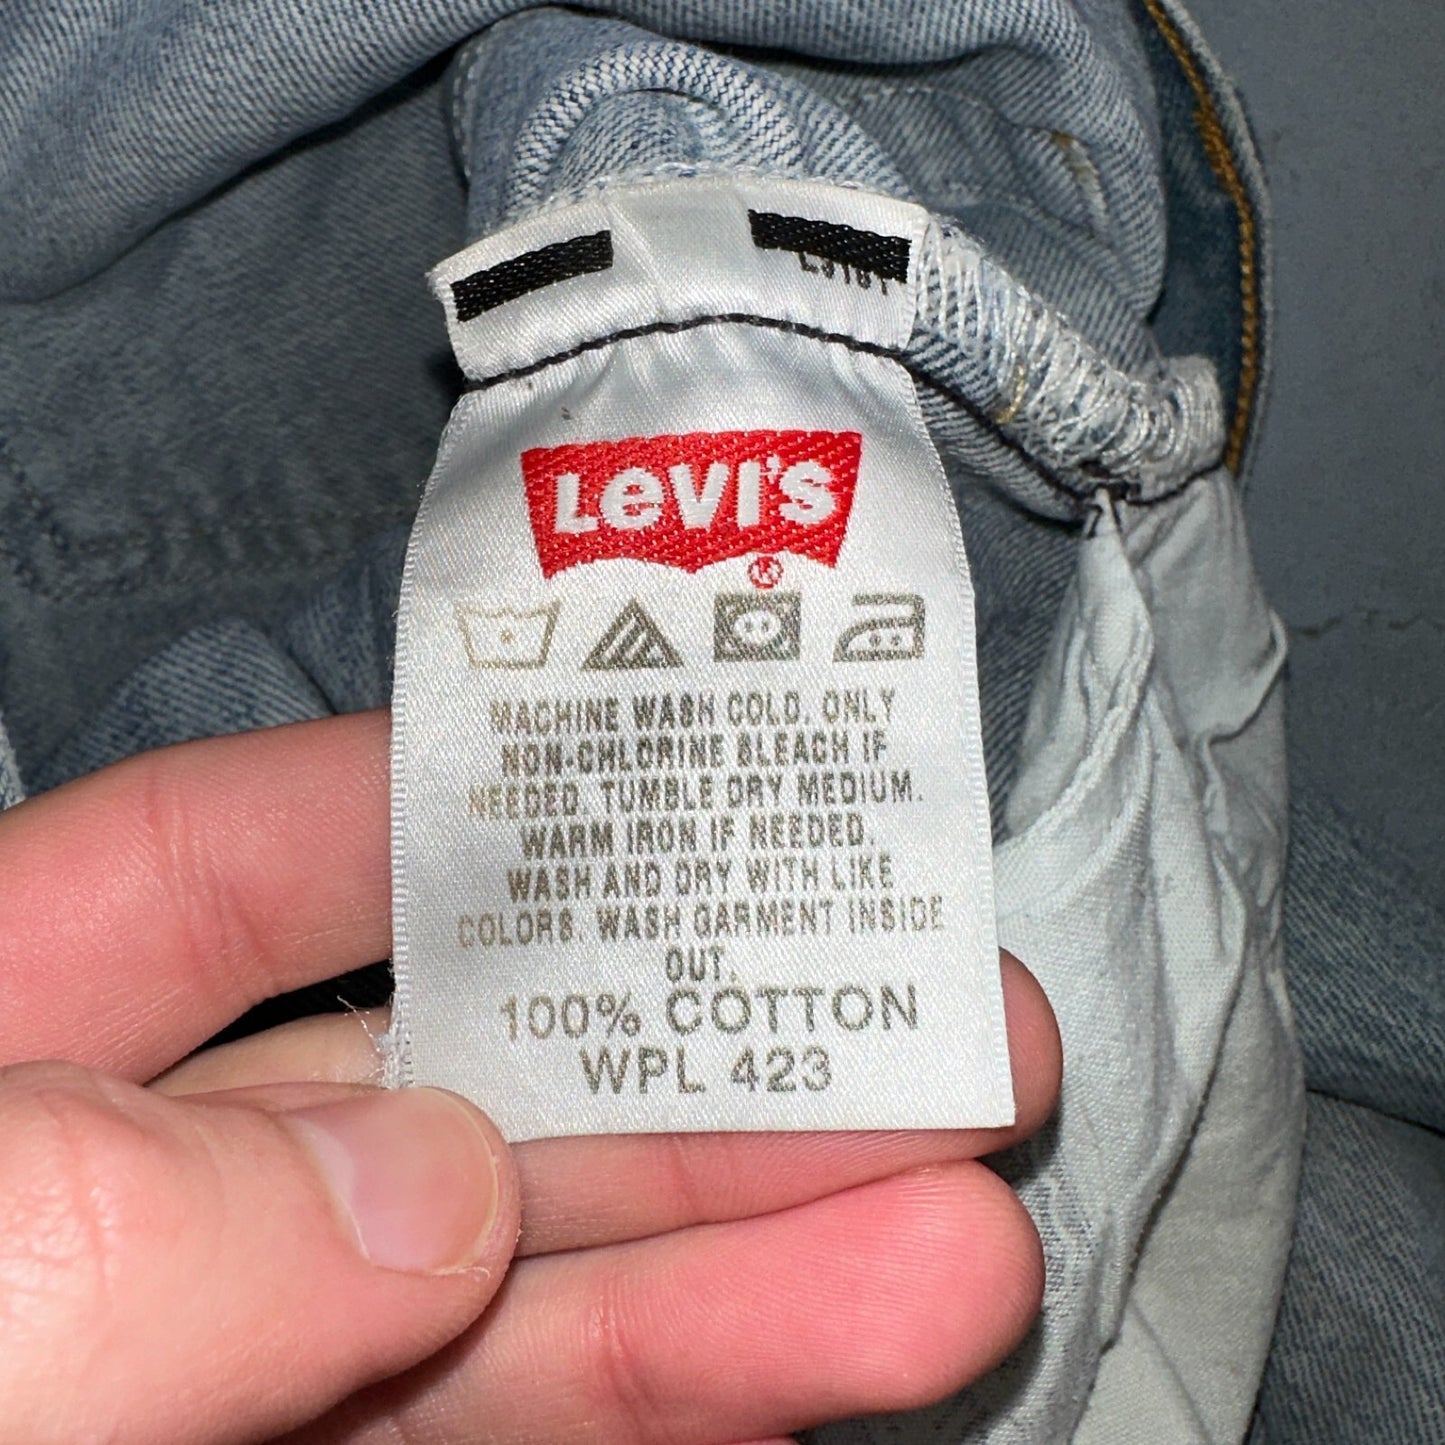 LEVI'S
®
MACHINE WASH COLD. ONLY
NON-CHLORINE BLEACH IF
NEEDED. TUMBLE DRY MEDIUM.
WARM IRON IF NEEDED.
WASH AND DRY WITH LIKE
COLORS. WASH GARMENT INSIDE
OUT.
100% COTTON
WPL 423